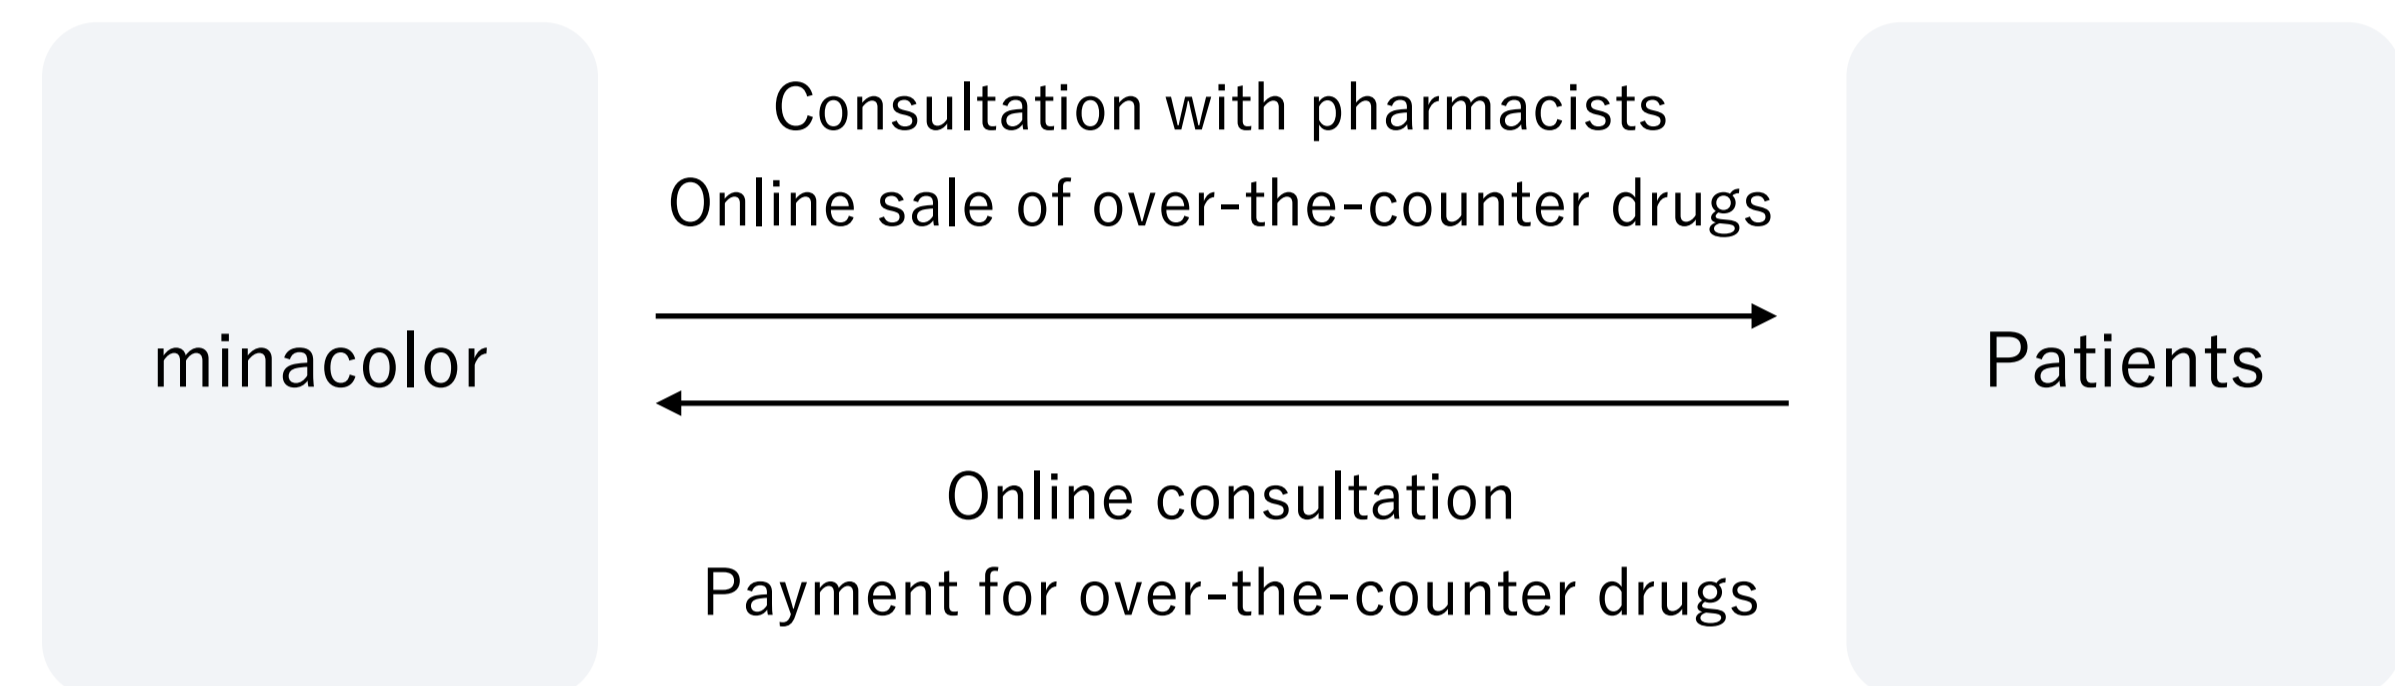 Consultation with pharmacists
Online sale of over-the-counter drugs
minacolor
Patients
Online consultation
Payment for over-the-counter drugs